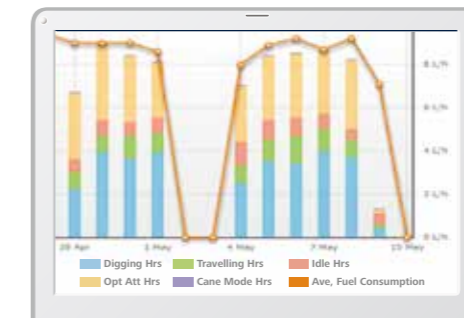 8 L/h
6 L/h
4 L/h
2 L/h
0 L/h
28 Apr 1 May 4 May 7 May 10 May
Digging Hrs Travelling Hrs Idle Hrs
Opt Att Hrs Cane Mode Hrs Ave, Fuel Consumption